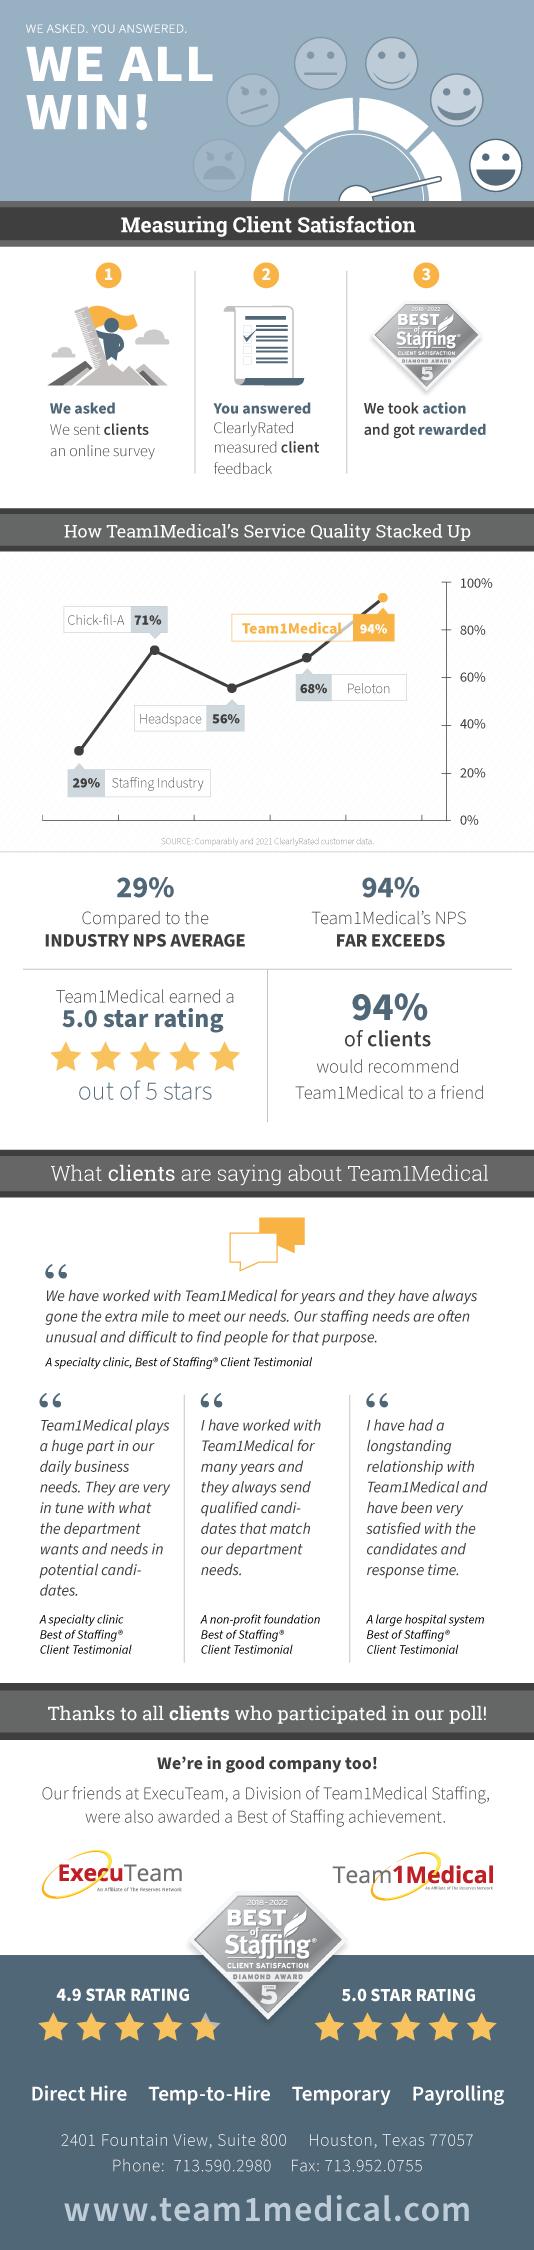 WE ASKED. YOU ANSWERED.
WE ALL
WIN!
Measuring Client Satisfaction
1
2
3
2018-2022
BEST
of
Staffing®
CLIENT SATISFACTION
DIAMOND AWARD
5
We asked
We sent clients
an online survey
You answered
ClearlyRated
measured client
feedback
We took action
and got rewarded
How Team1Medical's Service Quality Stacked Up
100%
80%
60%
40%
20%
0%
Chick-fil-A 71%
Team1Medical 94%
68% Peloton
Headspace 56%
29% Staffing Industry
SOURCE: Comparably and 2021 ClearlyRated customer data.
29%
Compared to the
INDUSTRY NPS AVERAGE
94%
Team1Medical's NPS
FAR EXCEEDS
Team1Medical earned a
5.0 star rating
out of 5 stars
94%
of clients
would recommend
Team1Medical to a friend
What clients are saying about Team1Medical
“
We have worked with Team1Medical for years and they have always
gone the extra mile to meet our needs. Our staffing needs are often
unusual and difficult to find people for that purpose.
A specialty clinic, Best of Staffing® Client Testimonial
“
Team1Medical plays
a huge part in our
daily business
needs. They are very
in tune with what
the department
wants and needs in
potential candi-
dates.
A specialty clinic
Best of Staffing®
Client Testimonial
“
I have worked with
Team1Medical for
many years and
they always send
qualified candi-
dates that match
our department
needs.
A non-profit foundation
Best of Staffing®
Client Testimonial
“
I have had a
longstanding
relationship with
Team1Medical and
have been very
satisfied with the
candidates and
response time.
A large hospital system
Best of Staffing®
Client Testimonial
Thanks to all clients who participated in our poll!
We're in good company too!
Our friends at ExecuTeam, a Division of Team1Medical Staffing,
were also awarded a Best of Staffing achievement.
ExecuTeam
An Affiliate of The Reserves Network
Team1Medical
An Affiliate of The Reserves Network
2018-2022
BEST
of
Staffing®
CLIENT SATISFACTION
DIAMOND AWARD
5
4.9 STAR RATING
5.0 STAR RATING
Direct Hire Temp-to-Hire Temporary Payrolling
2401 Fountain View, Suite 800 Houston, Texas 77057
Phone: 713.590.2980 Fax: 713.952.0755
www.team1medical.com